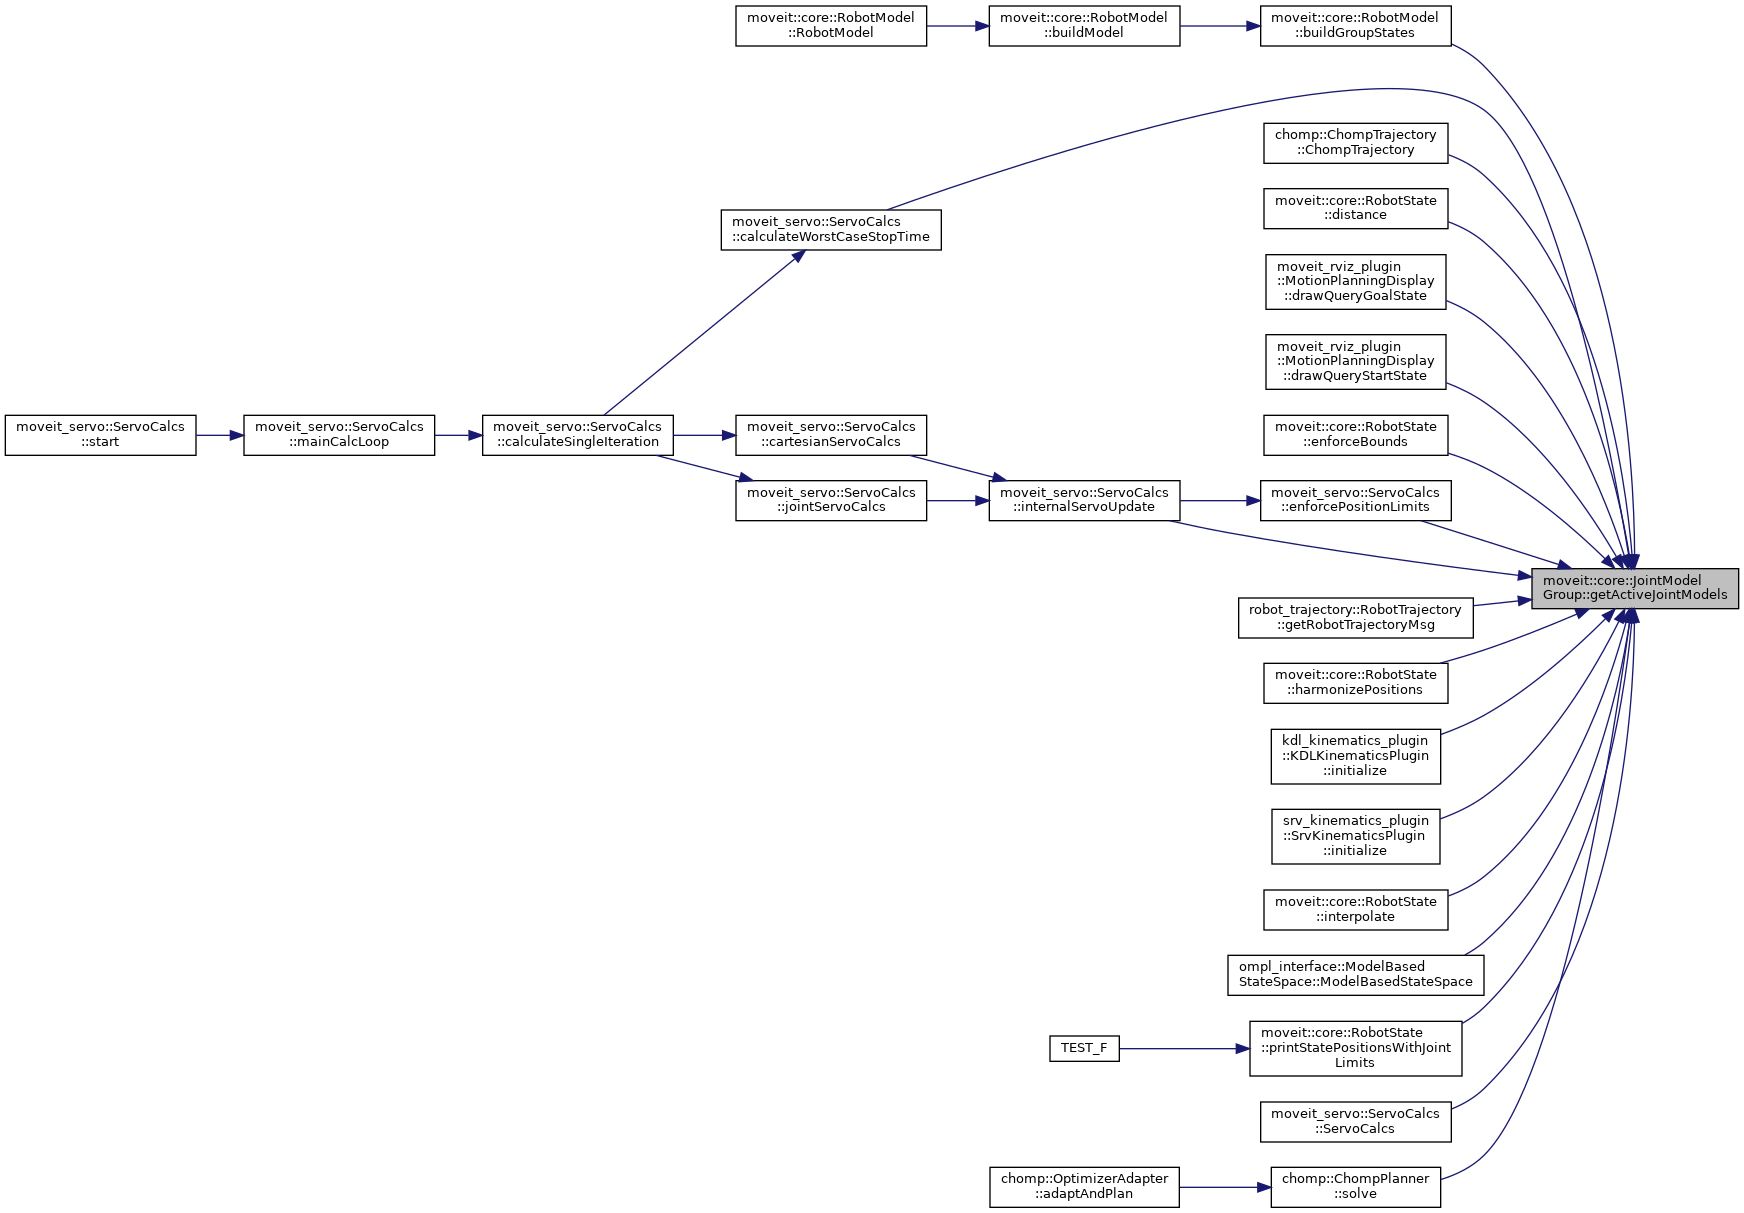 moveit::core::RobotModel
::RobotModel
moveit::core::RobotModel
::buildModel
moveit::core::RobotModel
::buildGroupStates
chomp::ChompTrajectory
::ChompTrajectory
moveit::core::RobotState
::distance
moveit_servo::ServoCalcs
::calculateWorstCaseStopTime
moveit_rviz_plugin
::MotionPlanningDisplay
::drawQueryGoalState
moveit_rviz_plugin
::MotionPlanningDisplay
::drawQueryStartState
moveit_servo::ServoCalcs
::start
moveit_servo::ServoCalcs
::mainCalcLoop
moveit_servo::ServoCalcs
::calculateSingleIteration
moveit_servo::ServoCalcs
::cartesianServoCalcs
moveit::core::RobotState
::enforceBounds
moveit_servo::ServoCalcs
::jointServoCalcs
moveit_servo::ServoCalcs
::internalServoUpdate
moveit_servo::ServoCalcs
::enforcePositionLimits
moveit::core::JointModel
Group::getActiveJointModels
robot_trajectory::RobotTrajectory
::getRobotTrajectoryMsg
moveit::core::RobotState
::harmonizePositions
kdl_kinematics_plugin
::KDLKinematicsPlugin
::initialize
srv_kinematics_plugin
::SrvKinematicsPlugin
::initialize
moveit::core::RobotState
::interpolate
ompl_interface::ModelBased
StateSpace::ModelBasedStateSpace
TEST_F
moveit::core::RobotState
::printStatePositionsWithJoint
Limits
moveit_servo::ServoCalcs
::ServoCalcs
chomp::OptimizerAdapter
::adaptAndPlan
chomp::ChompPlanner
::solve